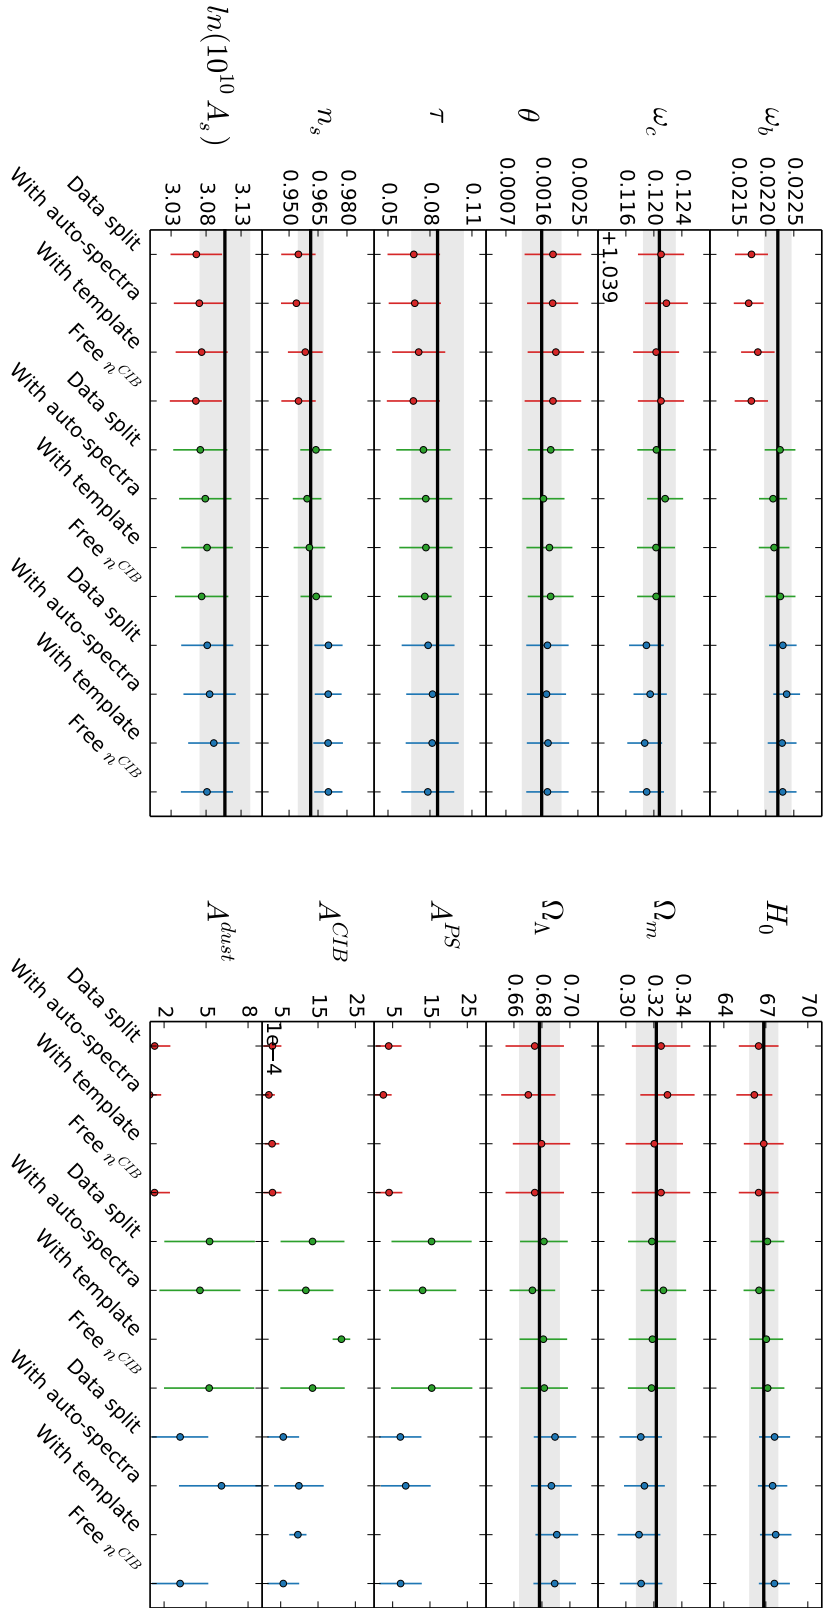 0.0225
0.0220
0.0215
ω_b
0.124
0.120
0.116
ω_c
+1.039
0.0025
0.0016
0.0007
θ
0.11
0.08
0.05
τ
0.980
0.965
0.950
n_s
3.13
3.08
3.03
ln(10^10 A_s)
Data split
With auto-spectra
With template
Free n^CIB
Data split
With auto-spectra
With template
Free n^CIB
Data split
With auto-spectra
With template
Free n^CIB
70
67
64
H_0
0.34
0.32
0.30
Ω_m
0.70
0.68
0.66
Ω_Λ
25
15
5
A^PS
25
15
5
A^CIB
1e−4
8
5
2
A^dust
Data split
With auto-spectra
With template
Free n^CIB
Data split
With auto-spectra
With template
Free n^CIB
Data split
With auto-spectra
With template
Free n^CIB